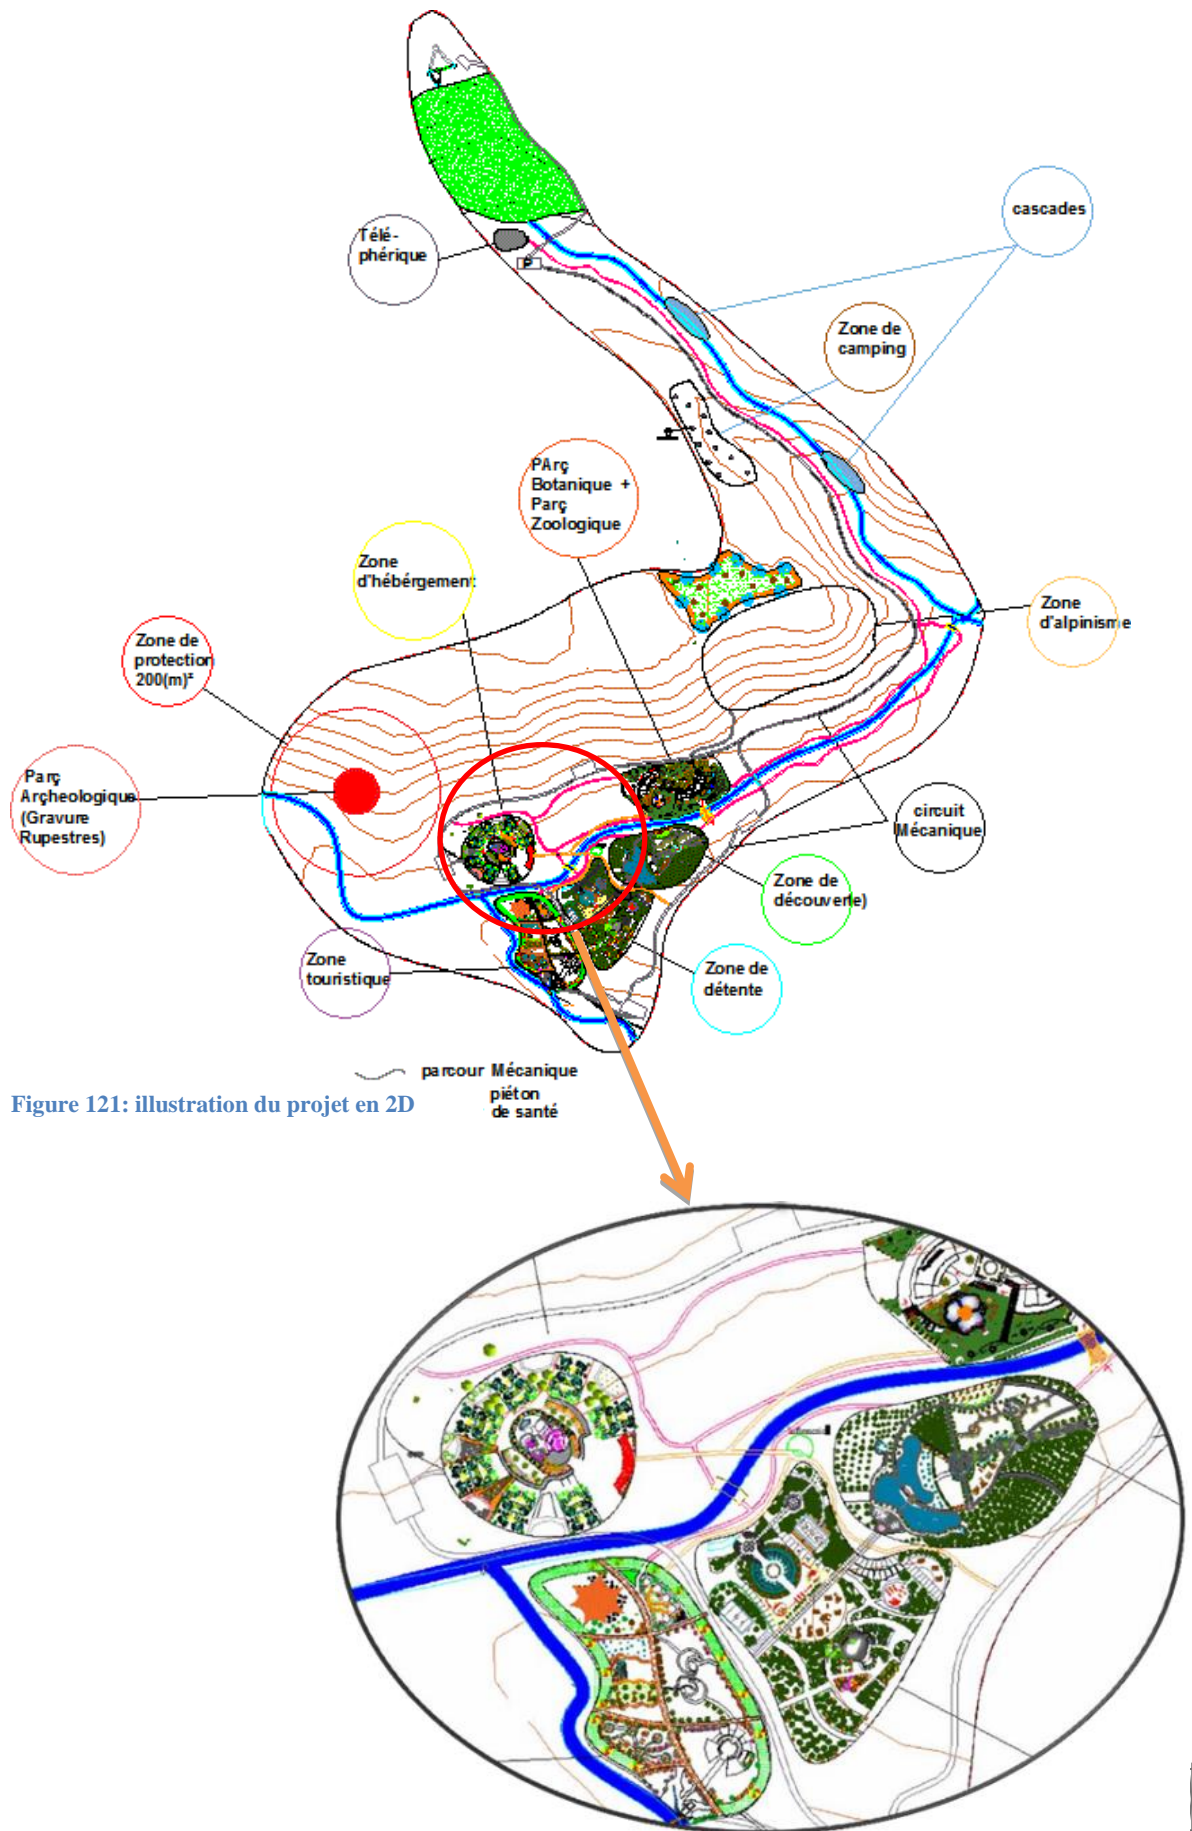 cascades
Télé-
phérique
P
Zone de
camping
PArç
Botanique +
Parç
Zoologique
Zone
d'hébérgement
Zone
d'alpinisme
Zone de
protection
200(m)²
Parç
Arçheologique
(Gravure
Rupestres)
circuit
Mécanique
Zone de
découverte)
Zone
touristique
Zone de
détente
parcour Mécanique
piéton
de santé
Figure 121: illustration du projet en 2D